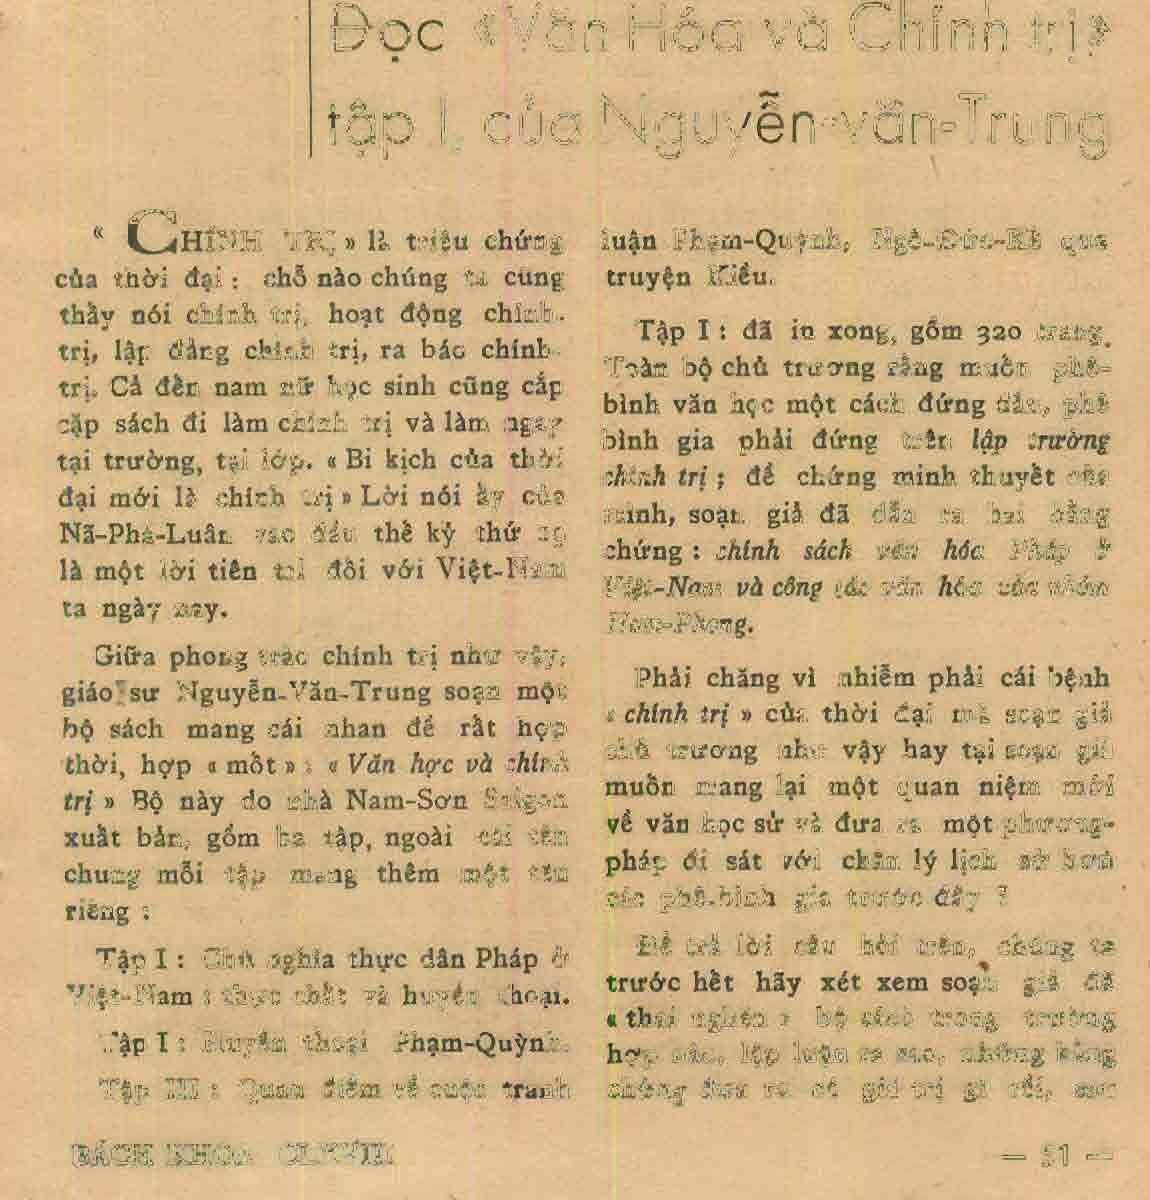 Đọc «Văn Hóa và Chính trị»
tập I, của Nguyễn-văn-Trung
« CHÍNH TRỊ » là triệu chứng
của thời đại : chỗ nào chúng ta cũng
thầy nói chính trị, hoạt động chính-
trị, lập đảng chính trị, ra báo chính-
trị. Cả đền nam nữ học sinh cũng cắp
cặp sách đi làm chính trị và làm ngay
tại trường, tại lớp. « Bi kịch của thời
đại mới là chính trị » Lời nói ấy của
Nã-Phá-Luân vào đầu thế kỷ thứ 19
là một lời tiên tri đối với Việt-Nam
ta ngày nay.
Giữa phong trào chính trị như vậy,
giáo sư Nguyễn-Văn-Trung soạn một
bộ sách mang cái nhan đề rất hợp
thời, hợp « mốt » : « Văn học và chính
trị » Bộ này do nhà Nam-Sơn Saigon
xuất bản, gồm ba tập, ngoài cái tên
chung mỗi tập mang thêm một tên
riêng :
Tập I : Chủ nghĩa thực dân Pháp ở
Việt-Nam : thực chất và huyền thoại.
Tập I : Huyền thoại Phạm-Quỳnh.
Tập III : Quan điểm về cuộc tranh
luận Phạm-Quỳnh, Ngô-Đức-Kế qua
truyện Kiều.
Tập I : đã in xong, gồm 320 trang.
Toàn bộ chủ trương rằng muốn phê-
bình văn học một cách đứng đắn, phê
bình gia phải đứng trên lập trường
chính trị ; để chứng minh thuyết của
mình, soạn giả đã dẫn ra hai bằng
chứng : chính sách văn hóa Pháp ở
Việt-Nam và công tác văn hóa của nhóm
Nam-Phong.
Phải chăng vì nhiễm phải cái bệnh
« chính trị » của thời đại mà soạn giả
chủ trương như vậy hay tại soạn giả
muốn mang lại một quan niệm mới
về văn học sử và đưa ra một phương-
pháp đi sát với chân lý lịch sử hơn
các phê-bình gia trước đây ?
Để trả lời câu hỏi trên, chúng ta
trước hết hãy xét xem soạn giả đã
« thai nghén » bộ sách trong trường
hợp nào, lập luận ra sao, những bằng
chứng đưa ra có giá trị gì rồi, sau
BÁCH KHOA CLXVIII
— 51 —